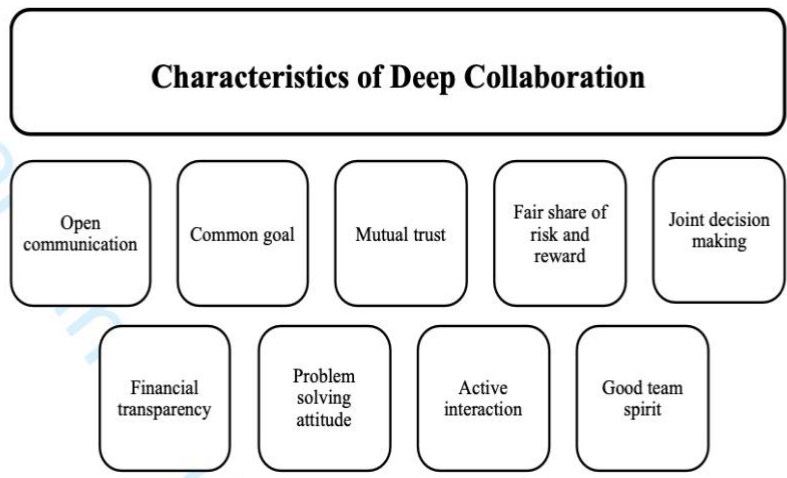 Characteristics of Deep Collaboration
Open
communication
Common goal
Mutual trust
Fair share of
risk and
reward
Joint decision
making
Financial
transparency
Problem
solving
attitude
Active
interaction
Good team
spirit